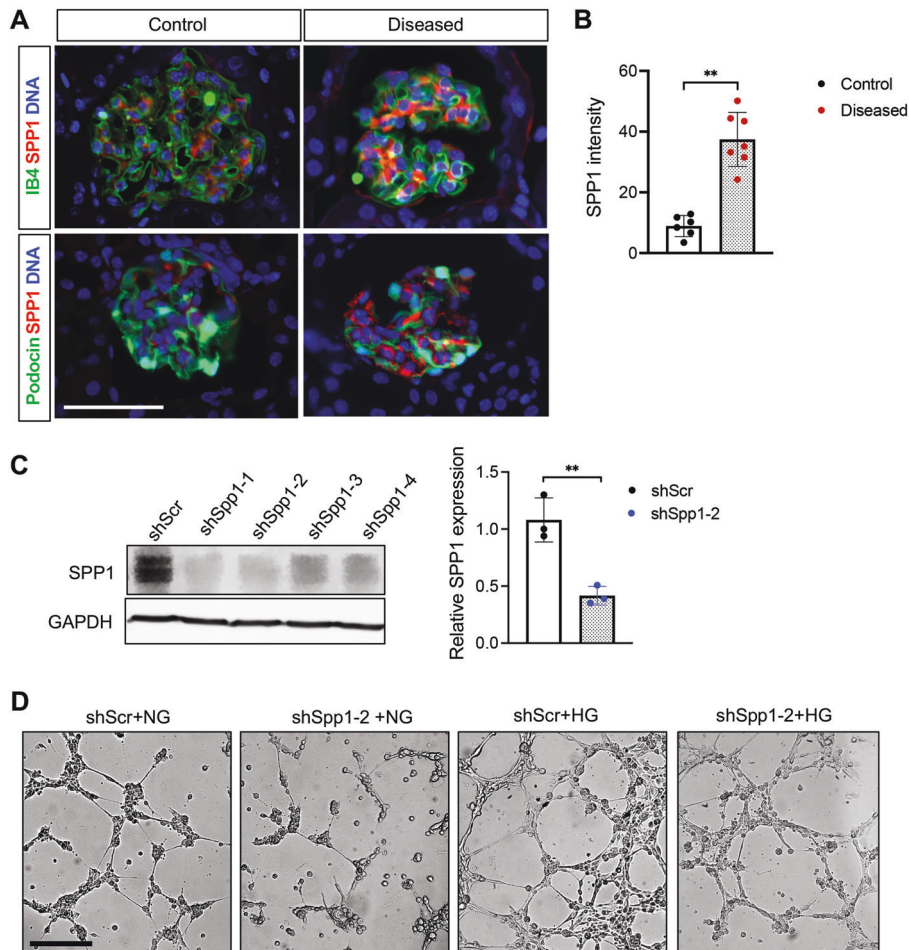 A
Control
Diseased
IB4 SPP1 DNA
Podocin SPP1 DNA
B
SPP1 intensity
60
40
20
0
**
Control
Diseased
C
shScr
shSpp1-1
shSpp1-2
shSpp1-3
shSpp1-4
SPP1
GAPDH
Relative SPP1 expression
1.5
1.0
0.5
0.0
**
shScr
shSpp1-2
D
shScr+NG
shSpp1-2 +NG
shScr+HG
shSpp1-2+HG